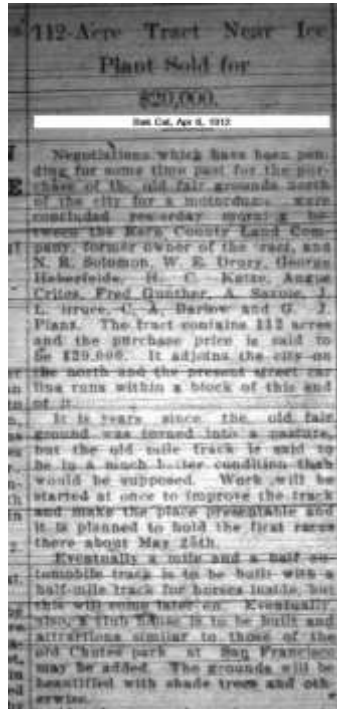 112-Acre Tract Near Ice
Plant Sold for
$20,000.
Bak Cal, Apr 6, 1912
Negotiations which have been pen-
ding for some time past for the pur-
chase of the old fair grounds north
of the city for a motordome were
concluded yesterday morning be-
tween the Kern County Land Com-
pany, former owner of the tract, and
N. R. Solomon, W. E. Drury, George
Haberfelde, H. C. Katze, Angus
Crites, Fred Gunther, A. J.
L. Bruce, C. A. Barlow and G. J.
Planz. The tract contains 112 acres
and the purchase price is said to
be $20,000. It adjoins the city on
the north and the present street car
line runs within a block of this end
of it.
It is years since the old fair
ground was turned into a pasture,
but the old mile track is said to
be in a much better condition than
would be supposed. Work will be
started at once to improve the track
and make the place presentable and
it is planned to hold the first races
there about May 25th.
Eventually a mile and a half au-
tomobile track is to be built with a
half-mile track for horses inside, but
this will come later on. Eventually
also, a club house is to be built and
attractions similar to those of the
old Chutes park at San Francisco
may be added. The grounds will be
beautified with shade trees and oth-
erwise.